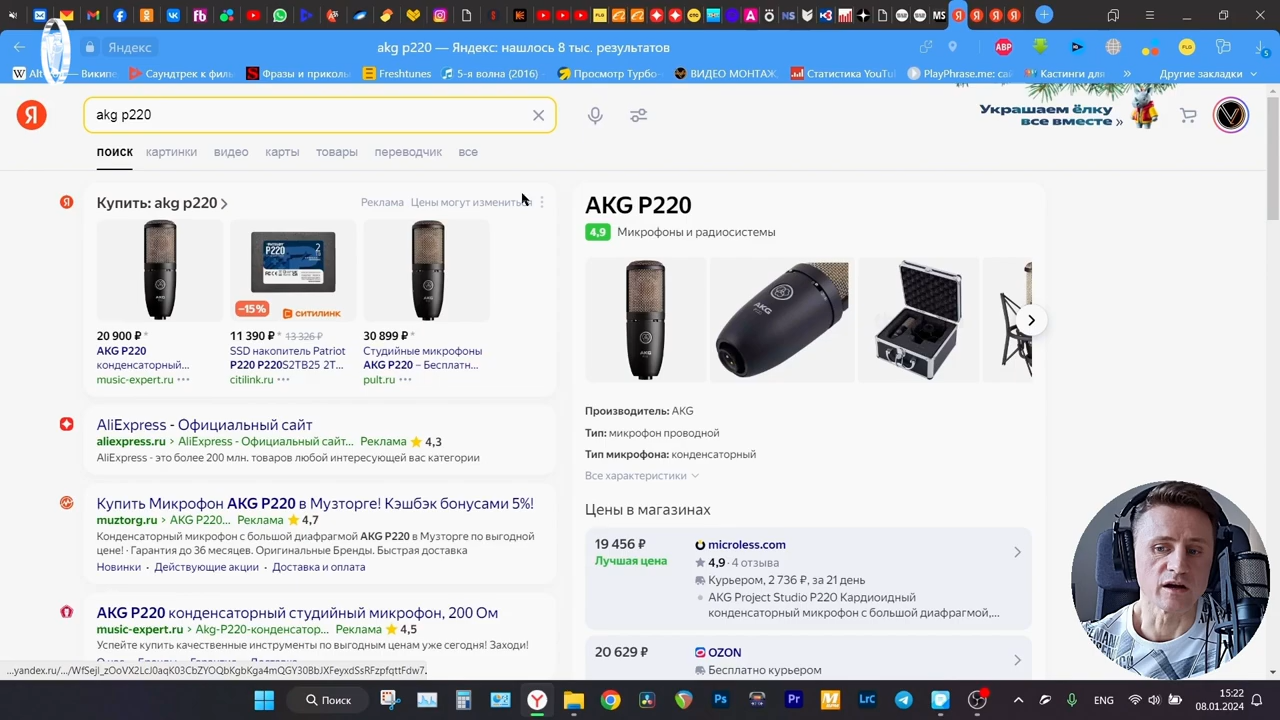 Яндекс
akg p220 — Яндекс: нашлось 8 тыс. результатов
Саундтрек к филь
Фразы и прикол
Freshtunes
5-я волна (2016)
Просмотр Турбо-
ВИДЕО МОНТАЖ
Статистика YouTu
PlayPhrase.me: сай
Кастинги для
Другие закладки
akg p220
Украшаем ёлку
все вместе »
поиск картинки видео карты товары переводчик все
Купить: akg p220
Реклама Цены могут измениться
20 900 ₽*
AKG P220
конденсаторный...
music-expert.ru
P220
-15% СИТИЛИНК
11 390 ₽* 13 326 ₽
SSD накопитель Patriot
P220 P220S2TB25 2T...
citilink.ru
30 899 ₽*
Студийные микрофоны
AKG P220 – Бесплатн...
pult.ru
AliExpress - Официальный сайт
aliexpress.ru > AliExpress - Официальный сайт... Реклама 4,3
AliExpress - это более 200 млн. товаров любой интересующей вас категории
Купить Микрофон AKG P220 в Музторге! Кэшбэк бонусами 5%!
muztorg.ru > AKG P220... Реклама 4,7
Конденсаторный микрофон с большой диафрагмой AKG P220 в Музторге по выгодной
цене! · Гарантия до 36 месяцев. Оригинальные Бренды. Быстрая доставка
Новинки · Действующие акции · Доставка и оплата
AKG P220 конденсаторный студийный микрофон, 200 Ом
music-expert.ru > Akg-P220-конденсатор... Реклама 4,5
Успейте купить качественные инструменты по выгодным ценам уже сегодня! Заходи!
AKG P220
4,9 Микрофоны и радиосистемы
AKG
Производитель: AKG
Тип: микрофон проводной
Тип микрофона: конденсаторный
Все характеристики
Цены в магазинах
19 456 ₽
Лучшая цена
microless.com
4,9 · 4 отзыва
Курьером, 2 736 ₽, за 21 день
AKG Project Studio P220 Кардиоидный
конденсаторный микрофон с большой диафрагмой,...
20 629 ₽
OZON
Бесплатно курьером
Поиск
ENG
15:22
08.01.2024